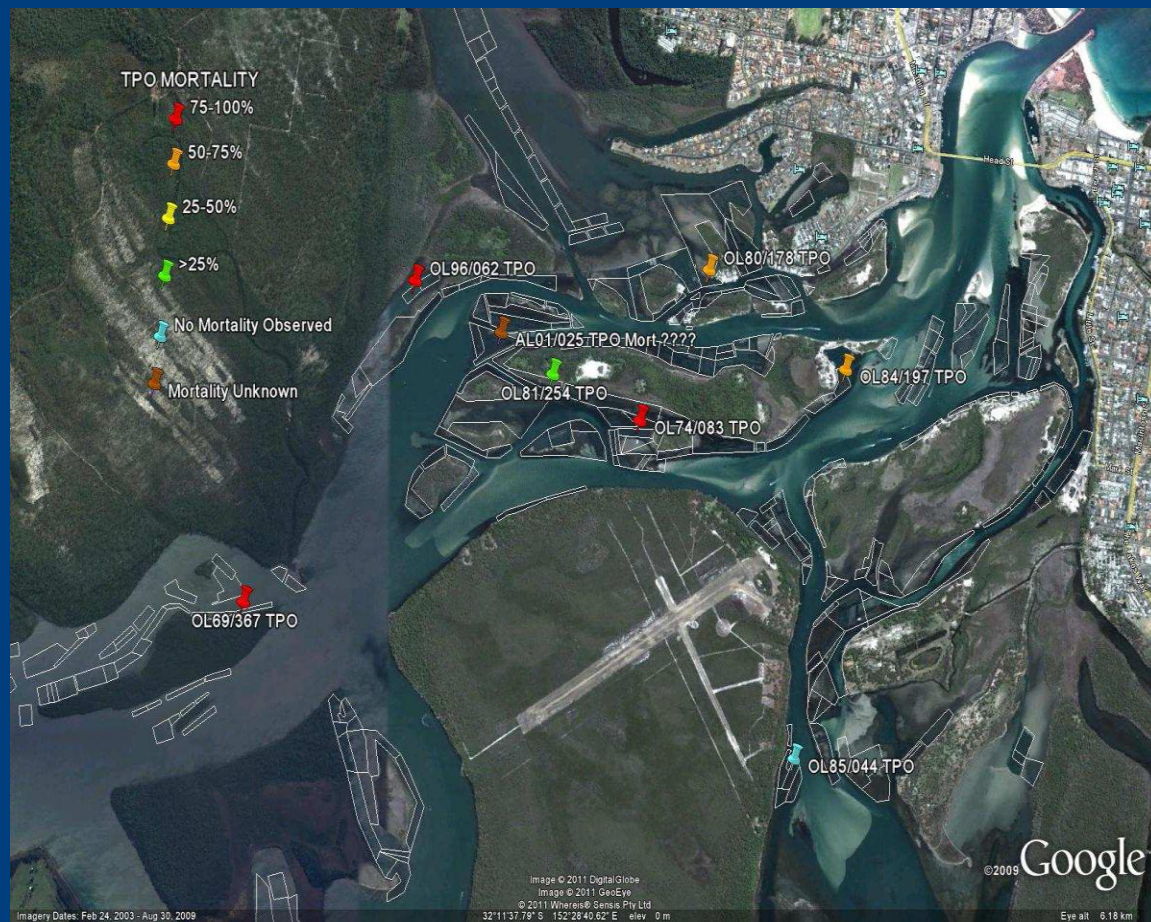 TPO MORTALITY
75-100%
50-75%
25-50%
>25%
No Mortality Observed
Mortality Unknown
OL96/062 TPO
OL80/178 TPO
AL01/025 TPO Mort ????
OL81/254 TPO
OL84/197 TPO
OL74/083 TPO
OL69/367 TPO
OL85/044 TPO
Head St
©2009 Google
Image © 2011 DigitalGlobe
Image © 2011 GeoEye
© 2011 Whereis® Sensis Pty Ltd
Imagery Dates: Feb 24, 2003 - Aug 30, 2009
32°11'37.79" S 152°28'40.62" E elev 0 m
Eye alt 6.18 km